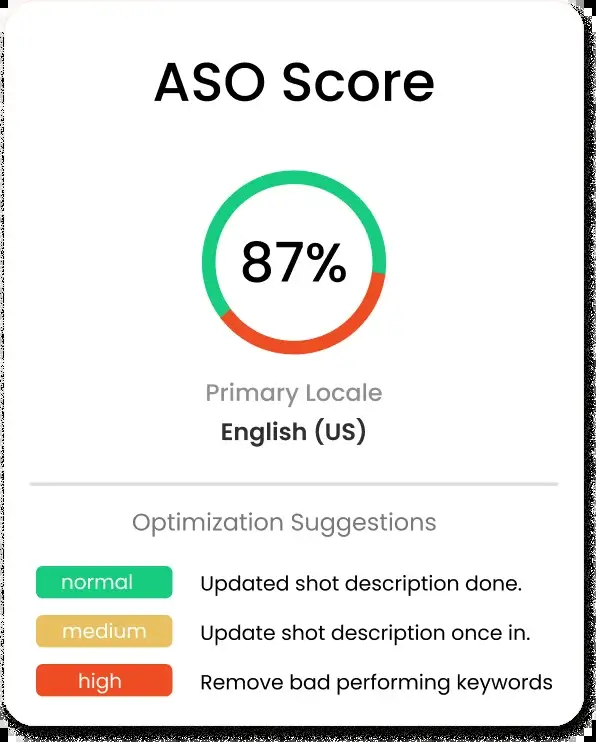 ASO Score
87%
Primary Locale
English (US)
Optimization Suggestions
normal Updated shot description done.
medium Update shot description once in.
high Remove bad performing keywords